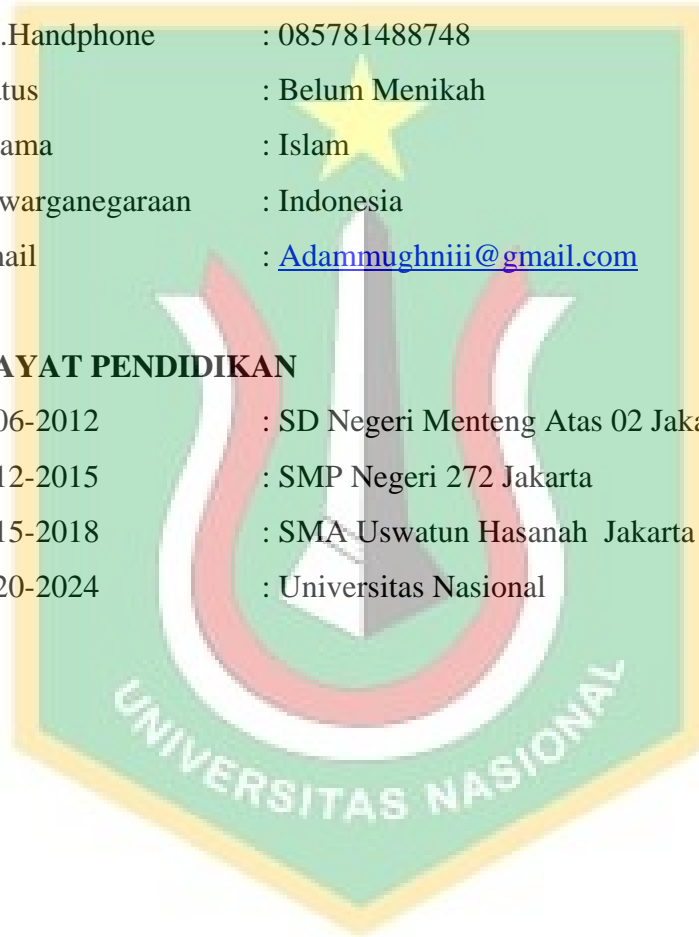 .Handphone : 085781488748
atus : Belum Menikah
ama : Islam
warganegaraan : Indonesia
ail : Adammughniii@gmail.com
AYAT PENDIDIKAN
06-2012 : SD Negeri Menteng Atas 02 Jaka
12-2015 : SMP Negeri 272 Jakarta
15-2018 : SMA Uswatun Hasanah Jakarta
20-2024 : Universitas Nasional
UNIVERSITAS NASIONAL